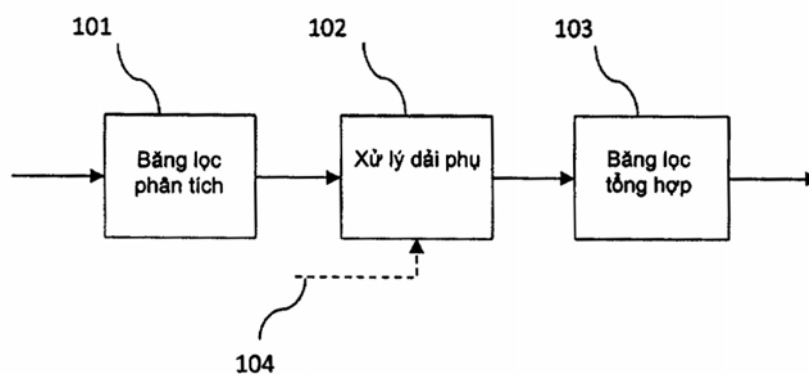 101
102
103
Băng lọc
phân tích
Xử lý dải phụ
Băng lọc
tổng hợp
104